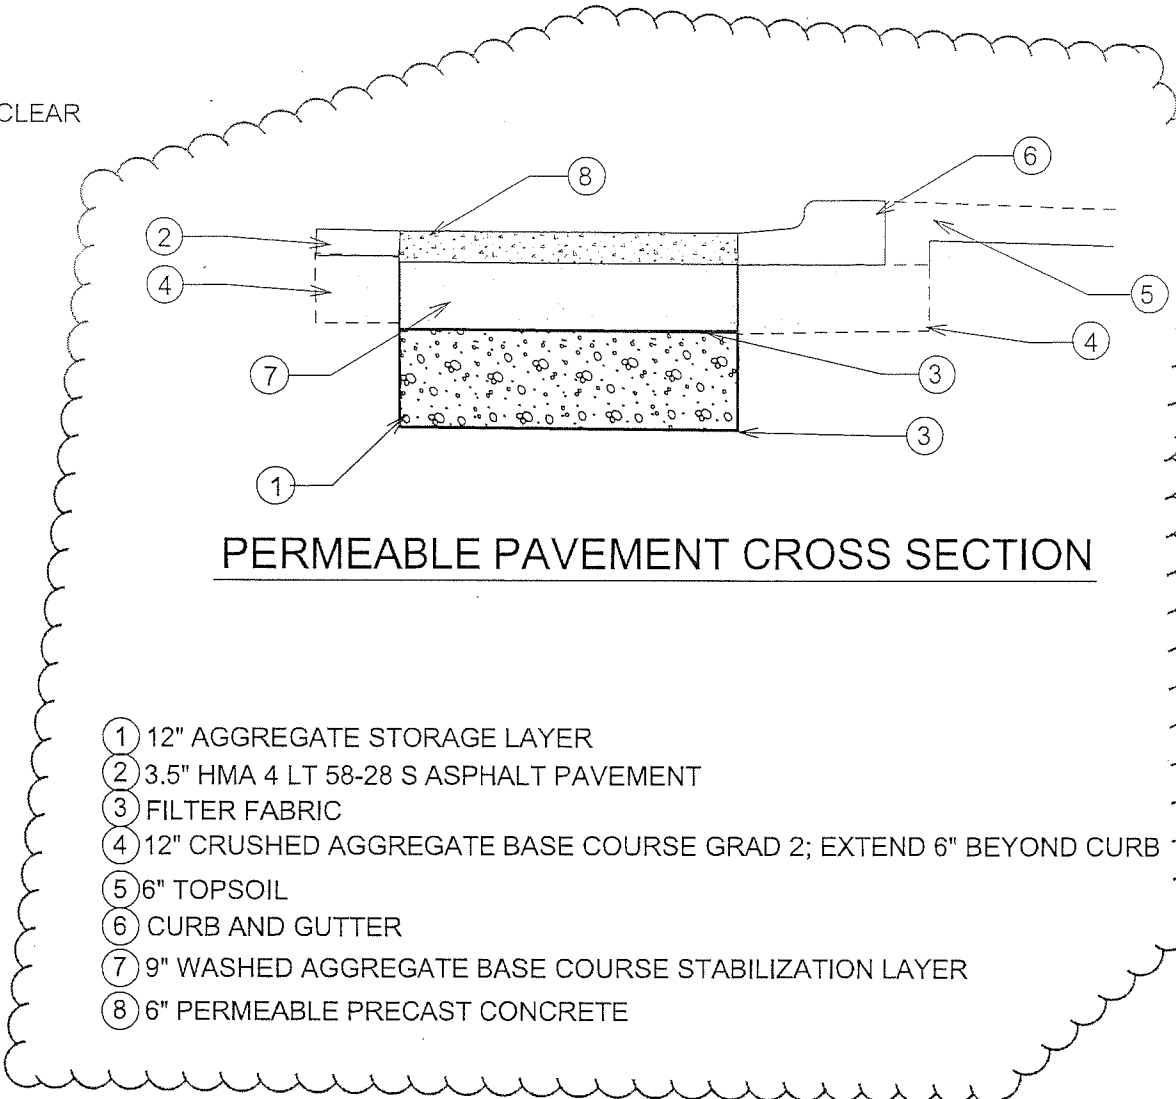 CLEAR
8
6
2
4
5
4
7
3
3
1
PERMEABLE PAVEMENT CROSS SECTION
1 12" AGGREGATE STORAGE LAYER
2 3.5" HMA 4 LT 58-28 S ASPHALT PAVEMENT
3 FILTER FABRIC
4 12" CRUSHED AGGREGATE BASE COURSE GRAD 2; EXTEND 6" BEYOND CURB
5 6" TOPSOIL
6 CURB AND GUTTER
7 9" WASHED AGGREGATE BASE COURSE STABILIZATION LAYER
8 6" PERMEABLE PRECAST CONCRETE